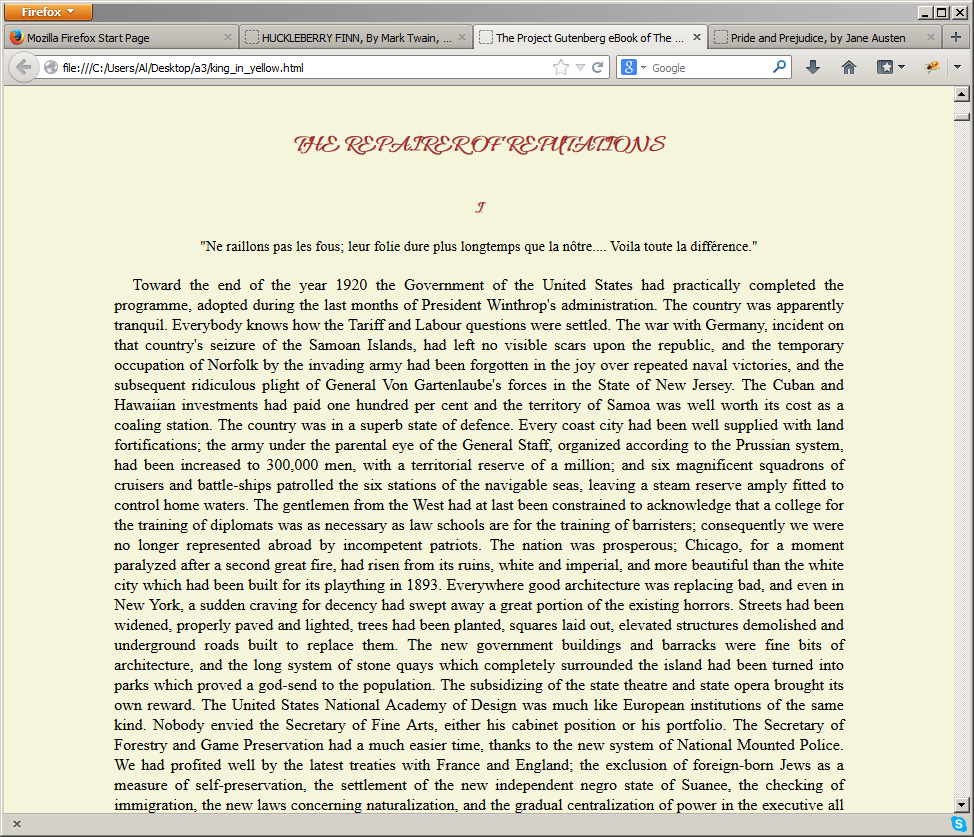 Firefox
Mozilla Firefox Start Page
HUCKLEBERRY FINN, By Mark Twain, ...
The Project Gutenberg eBook of The ...
Pride and Prejudice, by Jane Austen
file:///C:/Users/Al/Desktop/a3/king_in_yellow.html
Google
THE REPAIRER OF REPUTATIONS
I
"Ne raillons pas les fous; leur folie dure plus longtemps que la nôtre.... Voila toute la différence."
Toward the end of the year 1920 the Government of the United States had practically completed the
programme, adopted during the last months of President Winthrop's administration. The country was apparently
tranquil. Everybody knows how the Tariff and Labour questions were settled. The war with Germany, incident on
that country's seizure of the Samoan Islands, had left no visible scars upon the republic, and the temporary
occupation of Norfolk by the invading army had been forgotten in the joy over repeated naval victories, and the
subsequent ridiculous plight of General Von Gartenlaube's forces in the State of New Jersey. The Cuban and
Hawaiian investments had paid one hundred per cent and the territory of Samoa was well worth its cost as a
coaling station. The country was in a superb state of defence. Every coast city had been well supplied with land
fortifications; the army under the parental eye of the General Staff, organized according to the Prussian system,
had been increased to 300,000 men, with a territorial reserve of a million; and six magnificent squadrons of
cruisers and battle-ships patrolled the six stations of the navigable seas, leaving a steam reserve amply fitted to
control home waters. The gentlemen from the West had at last been constrained to acknowledge that a college for
the training of diplomats was as necessary as law schools are for the training of barristers; consequently we were
no longer represented abroad by incompetent patriots. The nation was prosperous; Chicago, for a moment
paralyzed after a second great fire, had risen from its ruins, white and imperial, and more beautiful than the white
city which had been built for its plaything in 1893. Everywhere good architecture was replacing bad, and even in
New York, a sudden craving for decency had swept away a great portion of the existing horrors. Streets had been
widened, properly paved and lighted, trees had been planted, squares laid out, elevated structures demolished and
underground roads built to replace them. The new government buildings and barracks were fine bits of
architecture, and the long system of stone quays which completely surrounded the island had been turned into
parks which proved a god-send to the population. The subsidizing of the state theatre and state opera brought its
own reward. The United States National Academy of Design was much like European institutions of the same
kind. Nobody envied the Secretary of Fine Arts, either his cabinet position or his portfolio. The Secretary of
Forestry and Game Preservation had a much easier time, thanks to the new system of National Mounted Police.
We had profited well by the latest treaties with France and England; the exclusion of foreign-born Jews as a
measure of self-preservation, the settlement of the new independent negro state of Suanee, the checking of
immigration, the new laws concerning naturalization, and the gradual centralization of power in the executive all